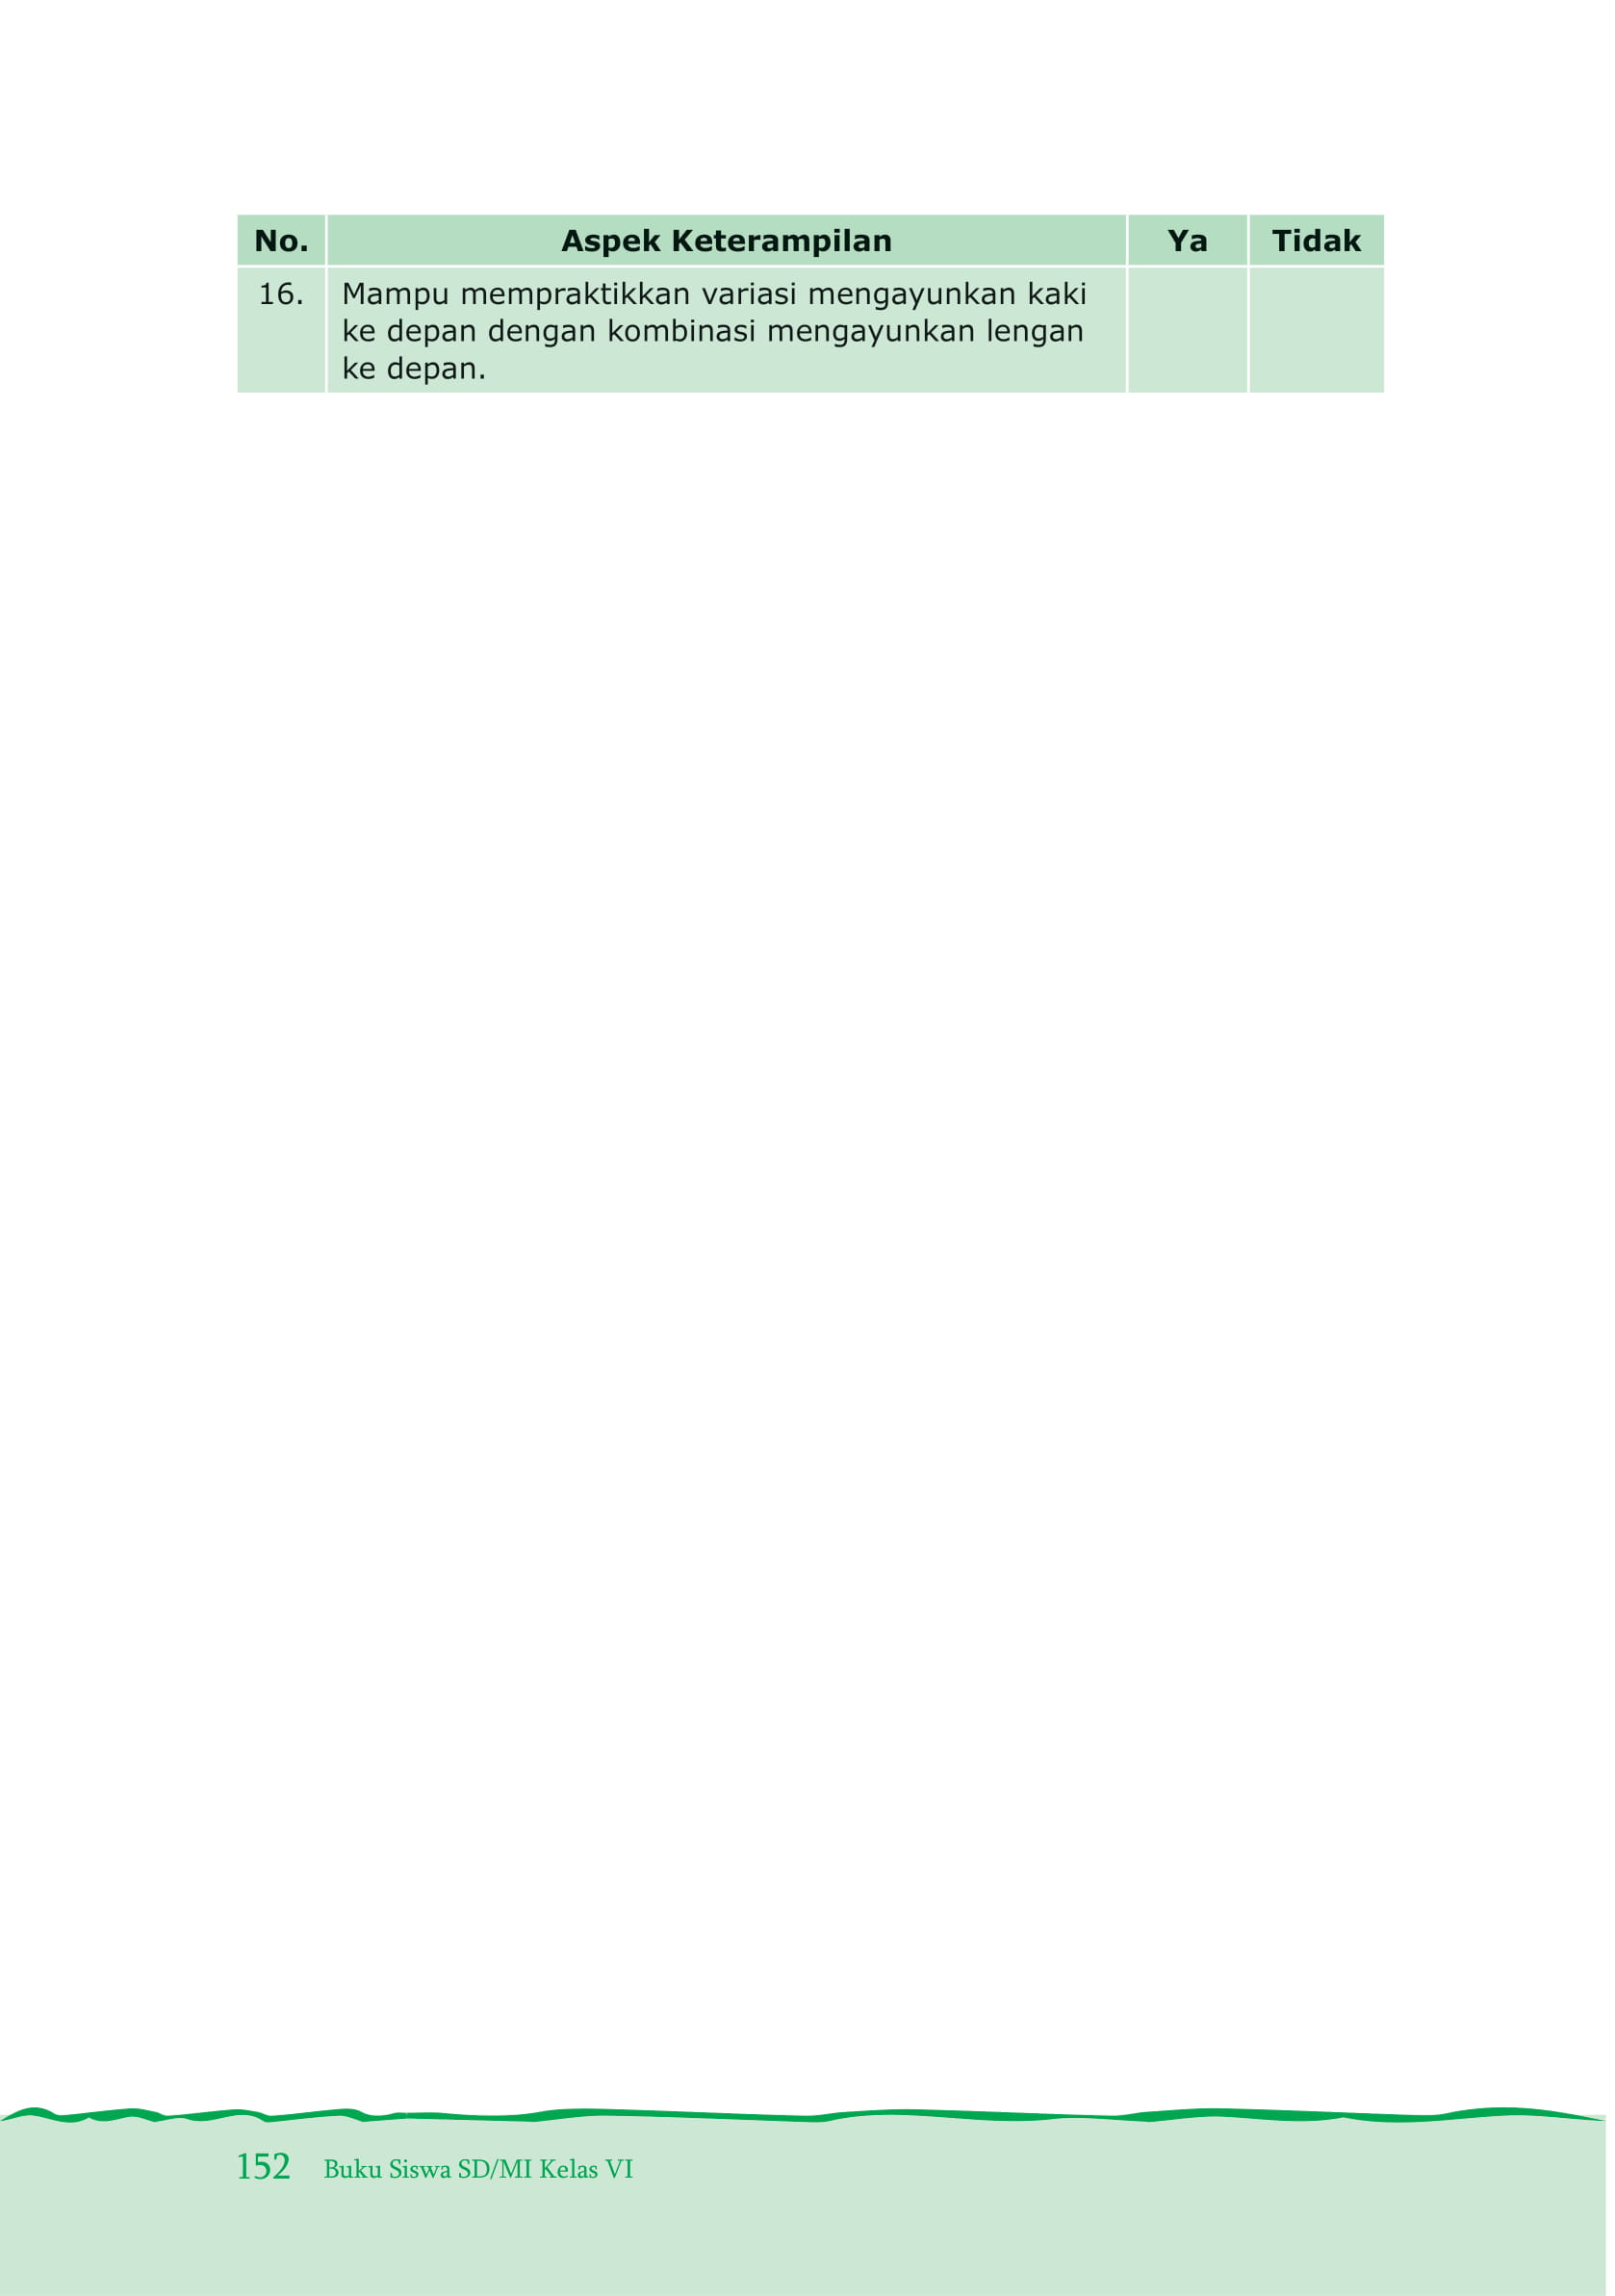 No. Aspek Keterampilan Ya Tidak
16. Mampu mempraktikkan variasi mengayunkan kaki
ke depan dengan kombinasi mengayunkan lengan
ke depan.
152 Buku Siswa SD/MI Kelas VI